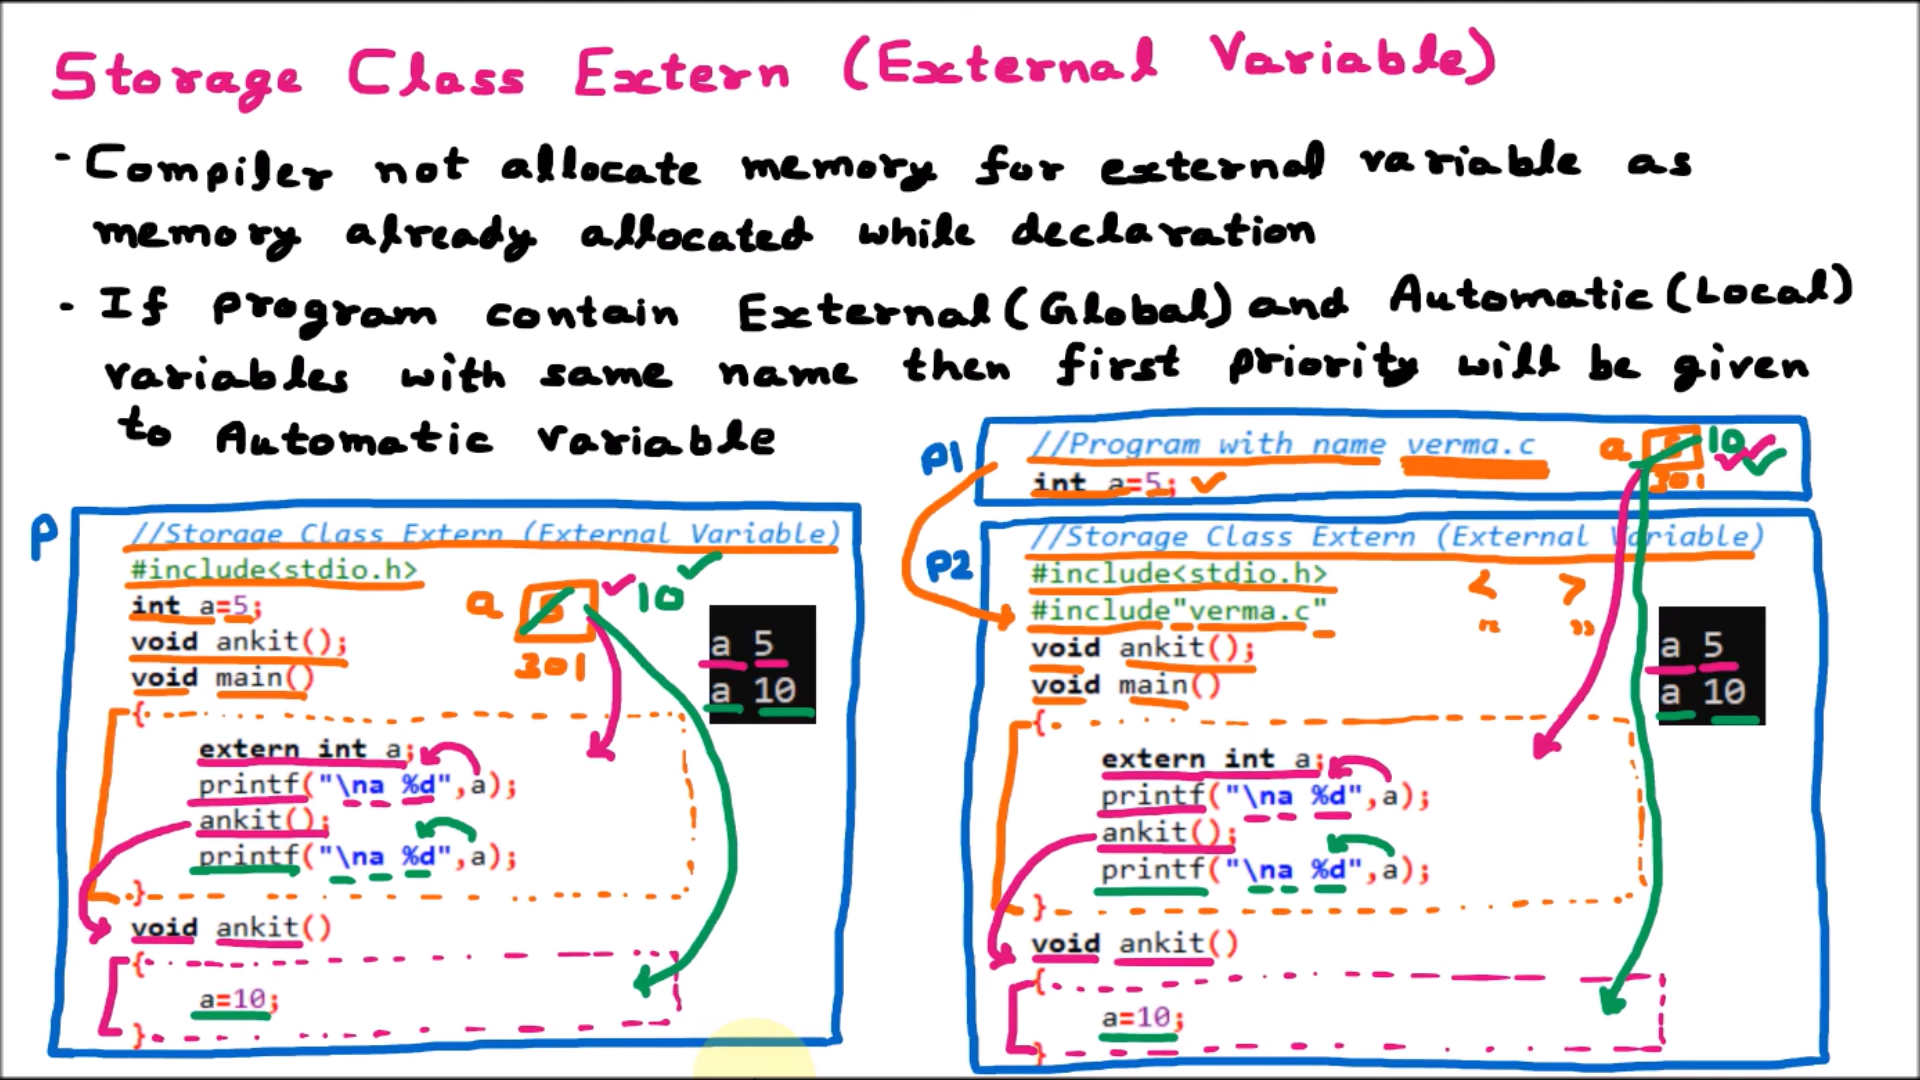 Storage Class Extern (External Variable)
- Compiler not allocate memory for external variable as
memory already allocated while declaration
- If program contain External (Global) and Automatic (Local)
variables with same name then first priority will be given
to Automatic variable
P
//Storage Class Extern (External Variable)
#include<stdio.h>
int a=5;
void ankit();
void main()
{
extern int a;
printf("\na %d",a);
ankit();
printf("\na %d",a);
}
void ankit()
{
a=10;
}
a 5 10
301
a 5
a 10
P1
//Program with name verma.c
int a=5;
a 10
301
P2
//Storage Class Extern (External Variable)
#include<stdio.h>
#include"verma.c"
void ankit();
void main()
{
extern int a;
printf("\na %d",a);
ankit();
printf("\na %d",a);
}
void ankit()
{
a=10;
}
< >
" "
a 5
a 10